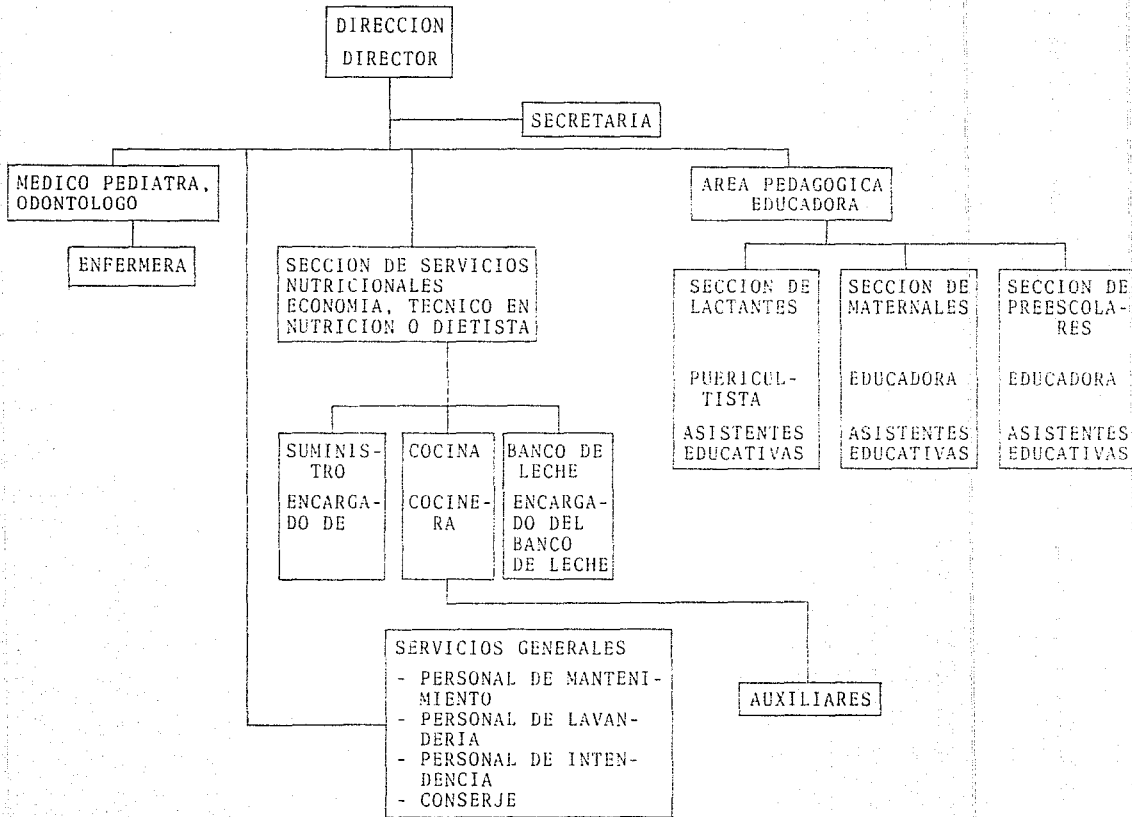 DIRECCION
DIRECTOR
SECRETARIA
MEDICO PEDIATRA,
ODONTOLOGO
ENFERMERA
AREA PEDAGOGICA
EDUCADORA
SECCION DE SERVICIOS
NUTRICIONALES
ECONOMIA, TECNICO EN
NUTRICION O DIETISTA
SECCION DE
LACTANTES
PUERICUL-
TISTA
ASISTENTES
EDUCATIVAS
SECCION DE
MATERNALES
EDUCADORA
ASISTENTES
EDUCATIVAS
SECCION DE
PREESCOLA-
RES
EDUCADORA
ASISTENTES
EDUCATIVAS
SUMINIS-
TRO
ENCARGA-
DO DE
COCINA
COCINE-
RA
BANCO DE
LECHE
ENCARGA-
DO DEL
BANCO
DE LECHE
SERVICIOS GENERALES
- PERSONAL DE MANTENI-
MIENTO
- PERSONAL DE LAVAN-
DERIA
- PERSONAL DE INTEN-
DENCIA
- CONSERJE
AUXILIARES